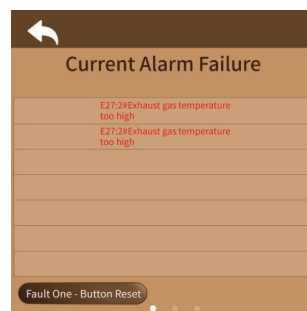 Current Alarm Failure
E27:2#Exhaust gas temperature
too high
E27:2#Exhaust gas temperature
too high
Fault One - Button Reset